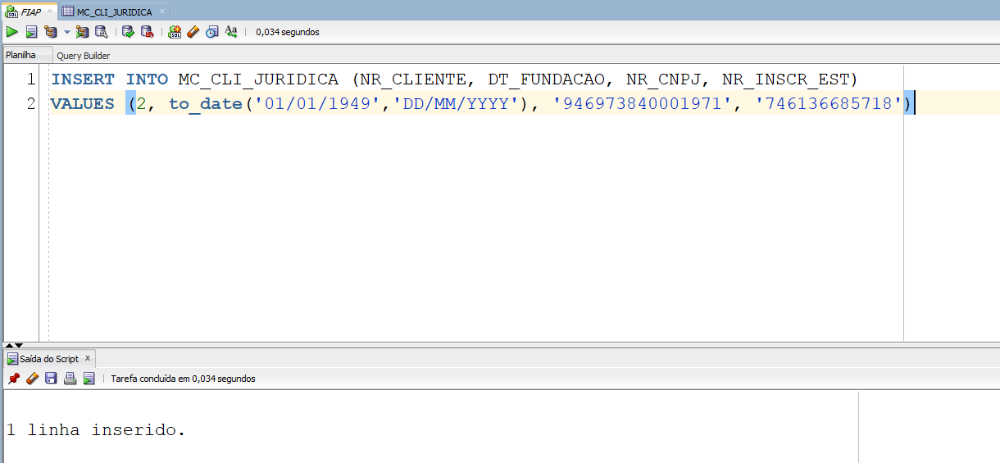 FIAP
MC_CLI_JURIDICA
0,034 segundos
Planilha
Query Builder
1 INSERT INTO MC_CLI_JURIDICA (NR_CLIENTE, DT_FUNDACAO, NR_CNPJ, NR_INSCR_EST)
2 VALUES (2, to_date('01/01/1949','DD/MM/YYYY'), '946973840001971', '746136685718')
Saída do Script
Tarefa concluída em 0,034 segundos
1 linha inserido.